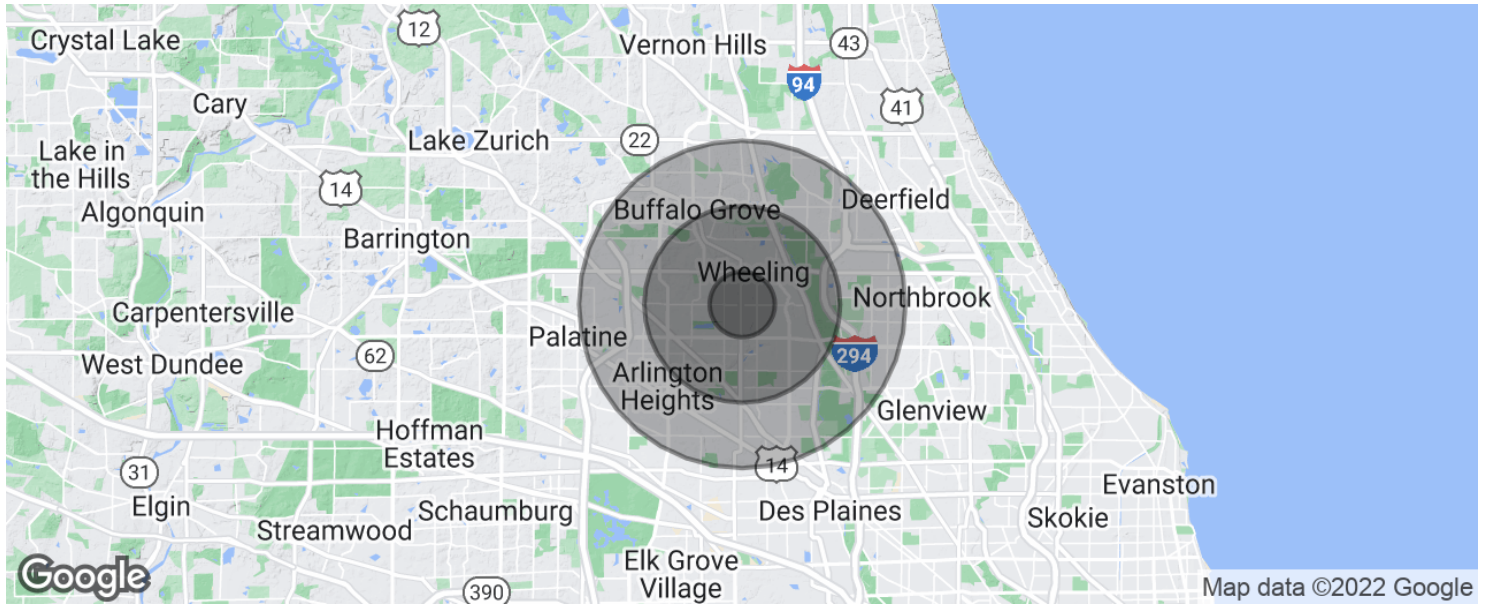 12
Vernon Hills
43
Crystal Lake
94
Cary
41
Lake Zurich
22
Lake in
the Hills
14
Deerfield
Algonquin
Buffalo Grove
Barrington
Wheeling
Northbrook
Carpentersville
Palatine
62
294
West Dundee
Arlington
Heights
Glenview
Hoffman
Estates
31
14
Evanston
Elgin
Schaumburg
Des Plaines
Skokie
Streamwood
Elk Grove
Village
Google
390
Map data ©2022 Google